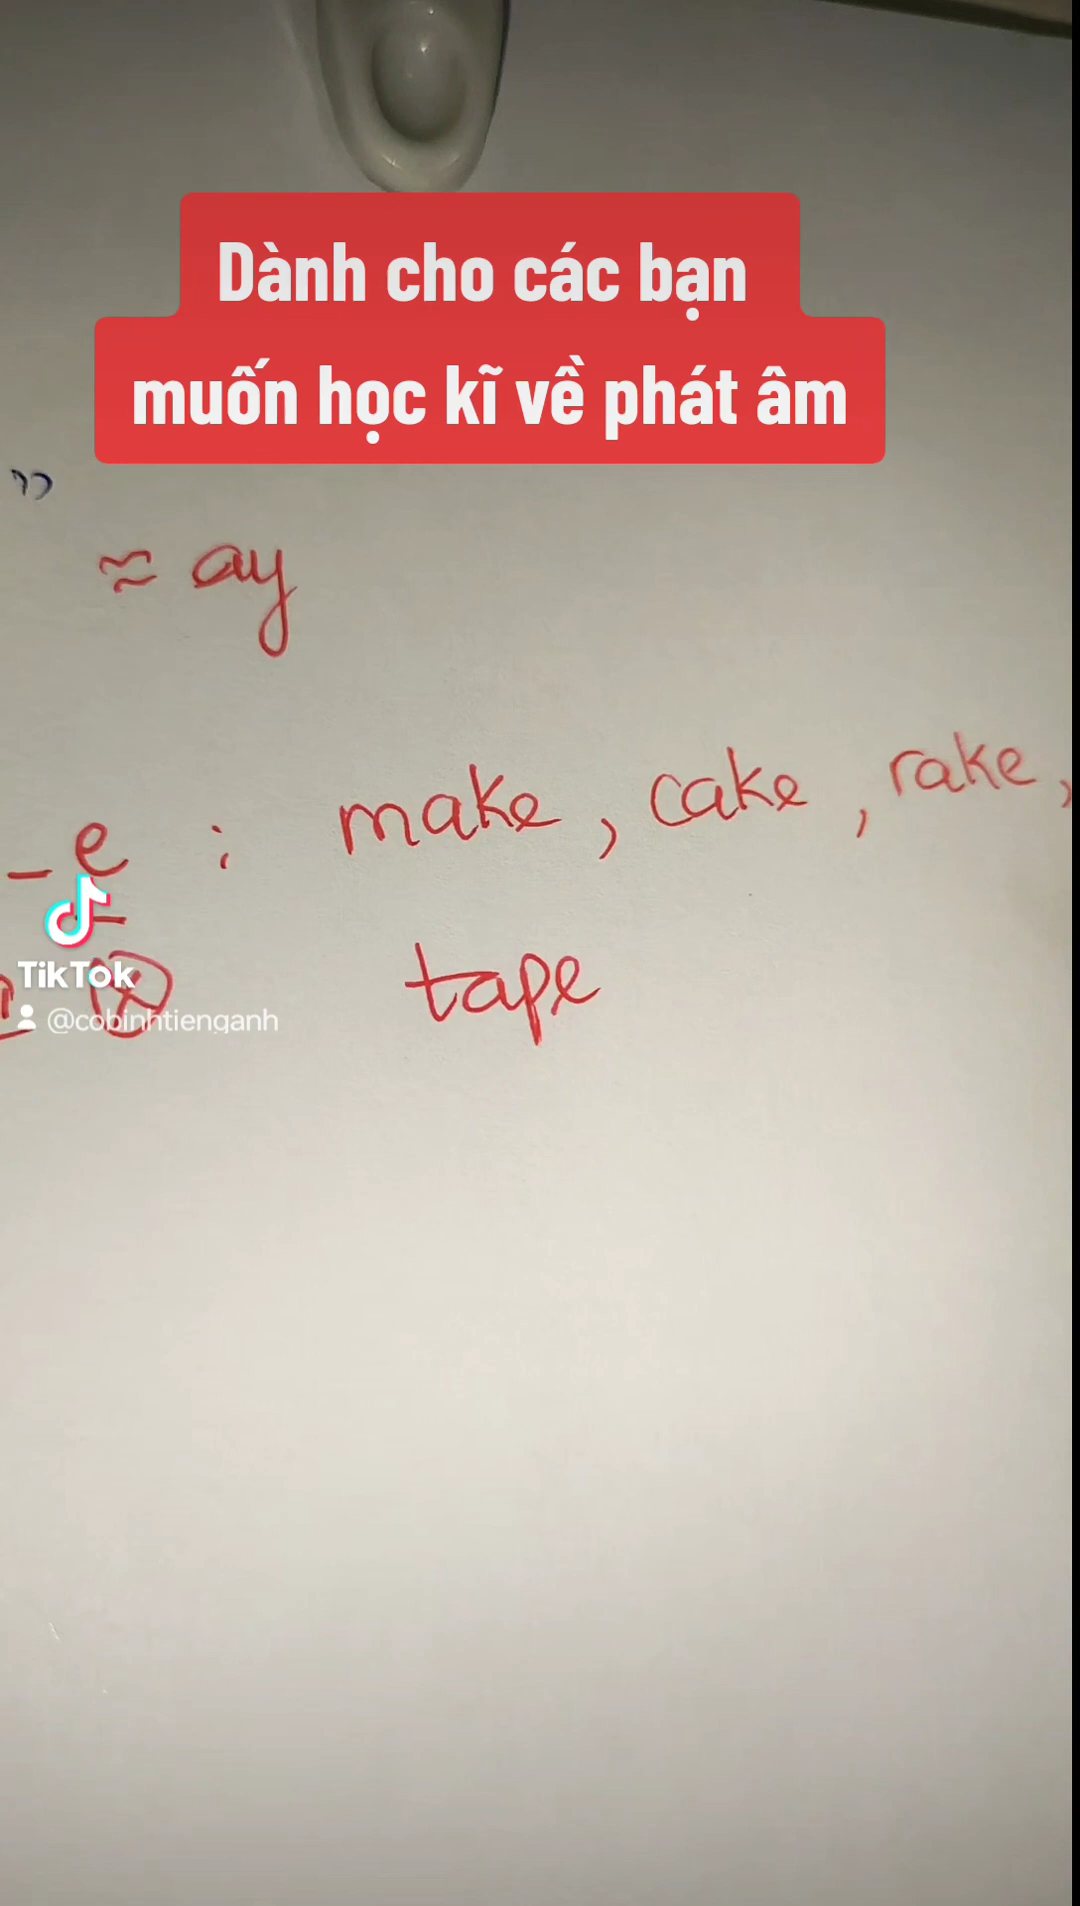 Dành cho các bạn
muốn học kĩ về phát âm
”
≈ ay
_e : make, cake, rake,
tape
TikTok
@cobinhtienganh